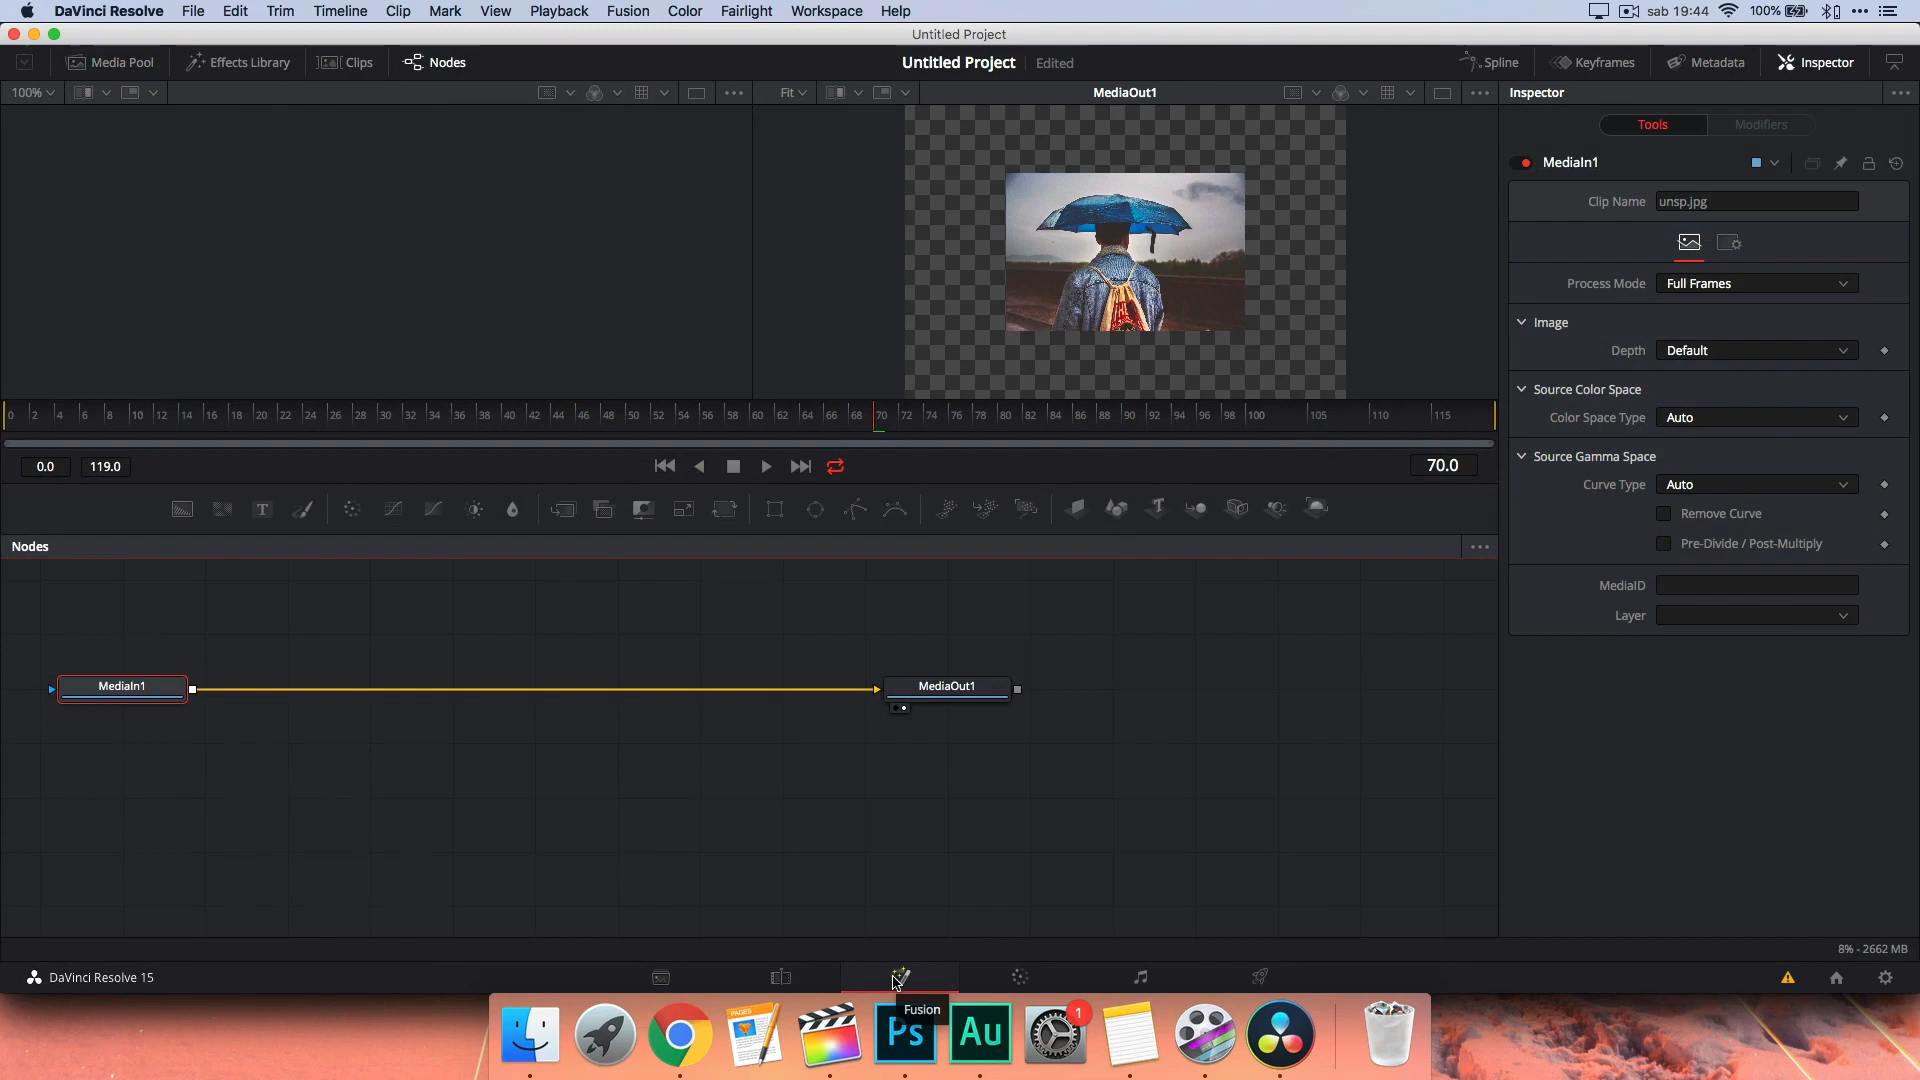 DaVinci Resolve File Edit Trim Timeline Clip Mark View Playback Fusion Color Fairlight Workspace Help sab 19:44 100%
Untitled Project
Media Pool Effects Library Clips Nodes Untitled Project Edited Spline Keyframes Metadata Inspector
100% Fit MediaOut1 Inspector
Tools Modifiers
MediaIn1
Clip Name unsp.jpg
Process Mode Full Frames
Image
Depth Default
Source Color Space
Color Space Type Auto
Source Gamma Space
Curve Type Auto
Remove Curve
Pre-Divide / Post-Multiply
MediaID
Layer
0 2 4 6 8 10 12 14 16 18 20 22 24 26 28 30 32 34 36 38 40 42 44 46 48 50 52 54 56 58 60 62 64 66 68 70 72 74 76 78 80 82 84 86 88 90 92 94 96 98 100 105 110 115
0.0 119.0 70.0
Nodes
MediaIn1 MediaOut1
8% - 2662 MB
DaVinci Resolve 15
Fusion
PAGES Ps Au 1